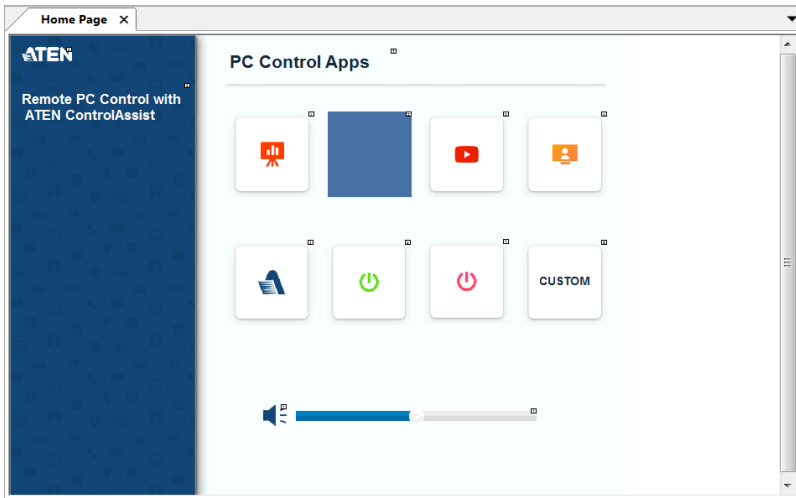 Home Page X
ATEN
Remote PC Control with
ATEN ControlAssist
PC Control Apps
CUSTOM